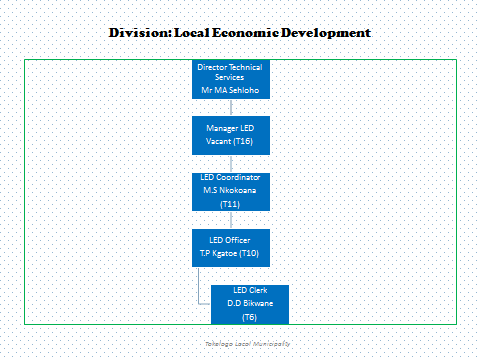 Division: Local Economic Development
Director Technical
Services
Mr MA Sehloho
Manager LED
Vacant (T16)
LED Coordinator
M.S Nkokoana
(T11)
LED Officer
T.P Kgatoe (T10)
LED Clerk
D.D Bikwane
(T6)
Tokologo Local Municipality